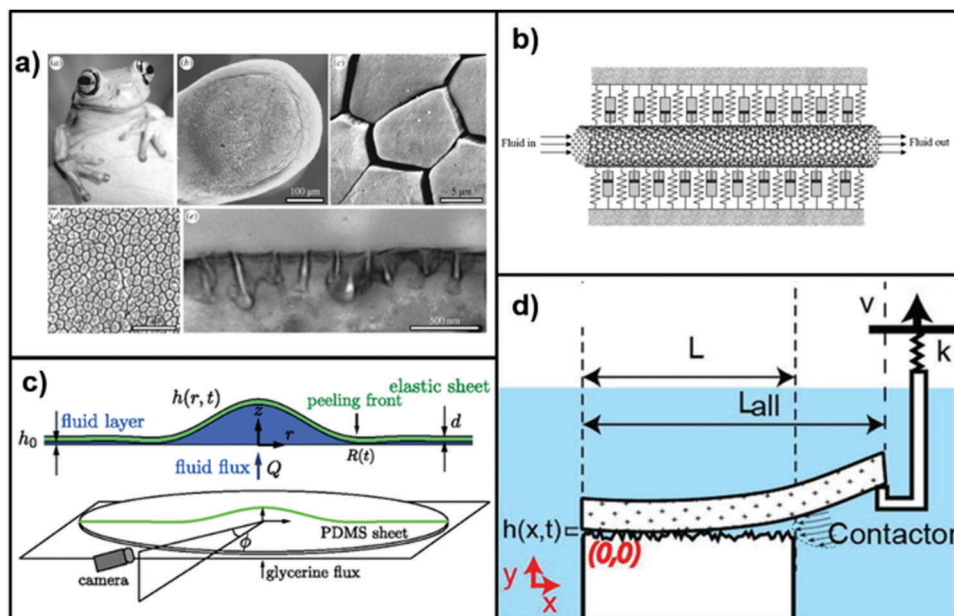 a)
(a)
(b)
(c)
100 µm
5 µm
(e)
500 nm
b)
Fluid in
Fluid out
c)
h(r, t)
elastic sheet
peeling front
fluid layer
z
d
h₀
r
R(t)
fluid flux
Q
PDMS sheet
ϕ
camera
glycerine flux
d)
v
k
L
Lall
h(x,t)
(0,0)
Contactor
y
x